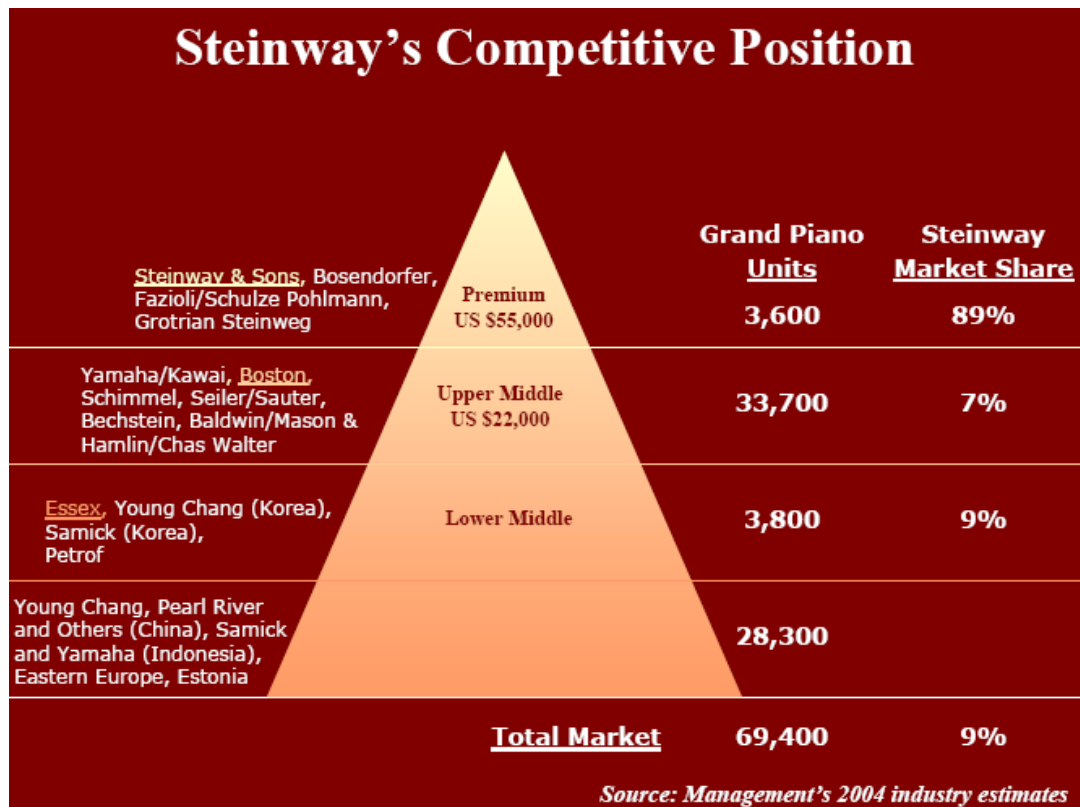 Steinway's Competitive Position
Grand Piano
Units
Steinway
Market Share
Steinway & Sons, Bosendorfer,
Fazioli/Schulze Pohlmann,
Grotrian Steinweg
Premium
US $55,000
3,600
89%
Yamaha/Kawai, Boston,
Schimmel, Seiler/Sauter,
Bechstein, Baldwin/Mason &
Hamlin/Chas Walter
Upper Middle
US $22,000
33,700
7%
Essex, Young Chang (Korea),
Samick (Korea),
Petrof
Lower Middle
3,800
9%
Young Chang, Pearl River
and Others (China), Samick
and Yamaha (Indonesia),
Eastern Europe, Estonia
28,300
Total Market
69,400
9%
Source: Management's 2004 industry estimates